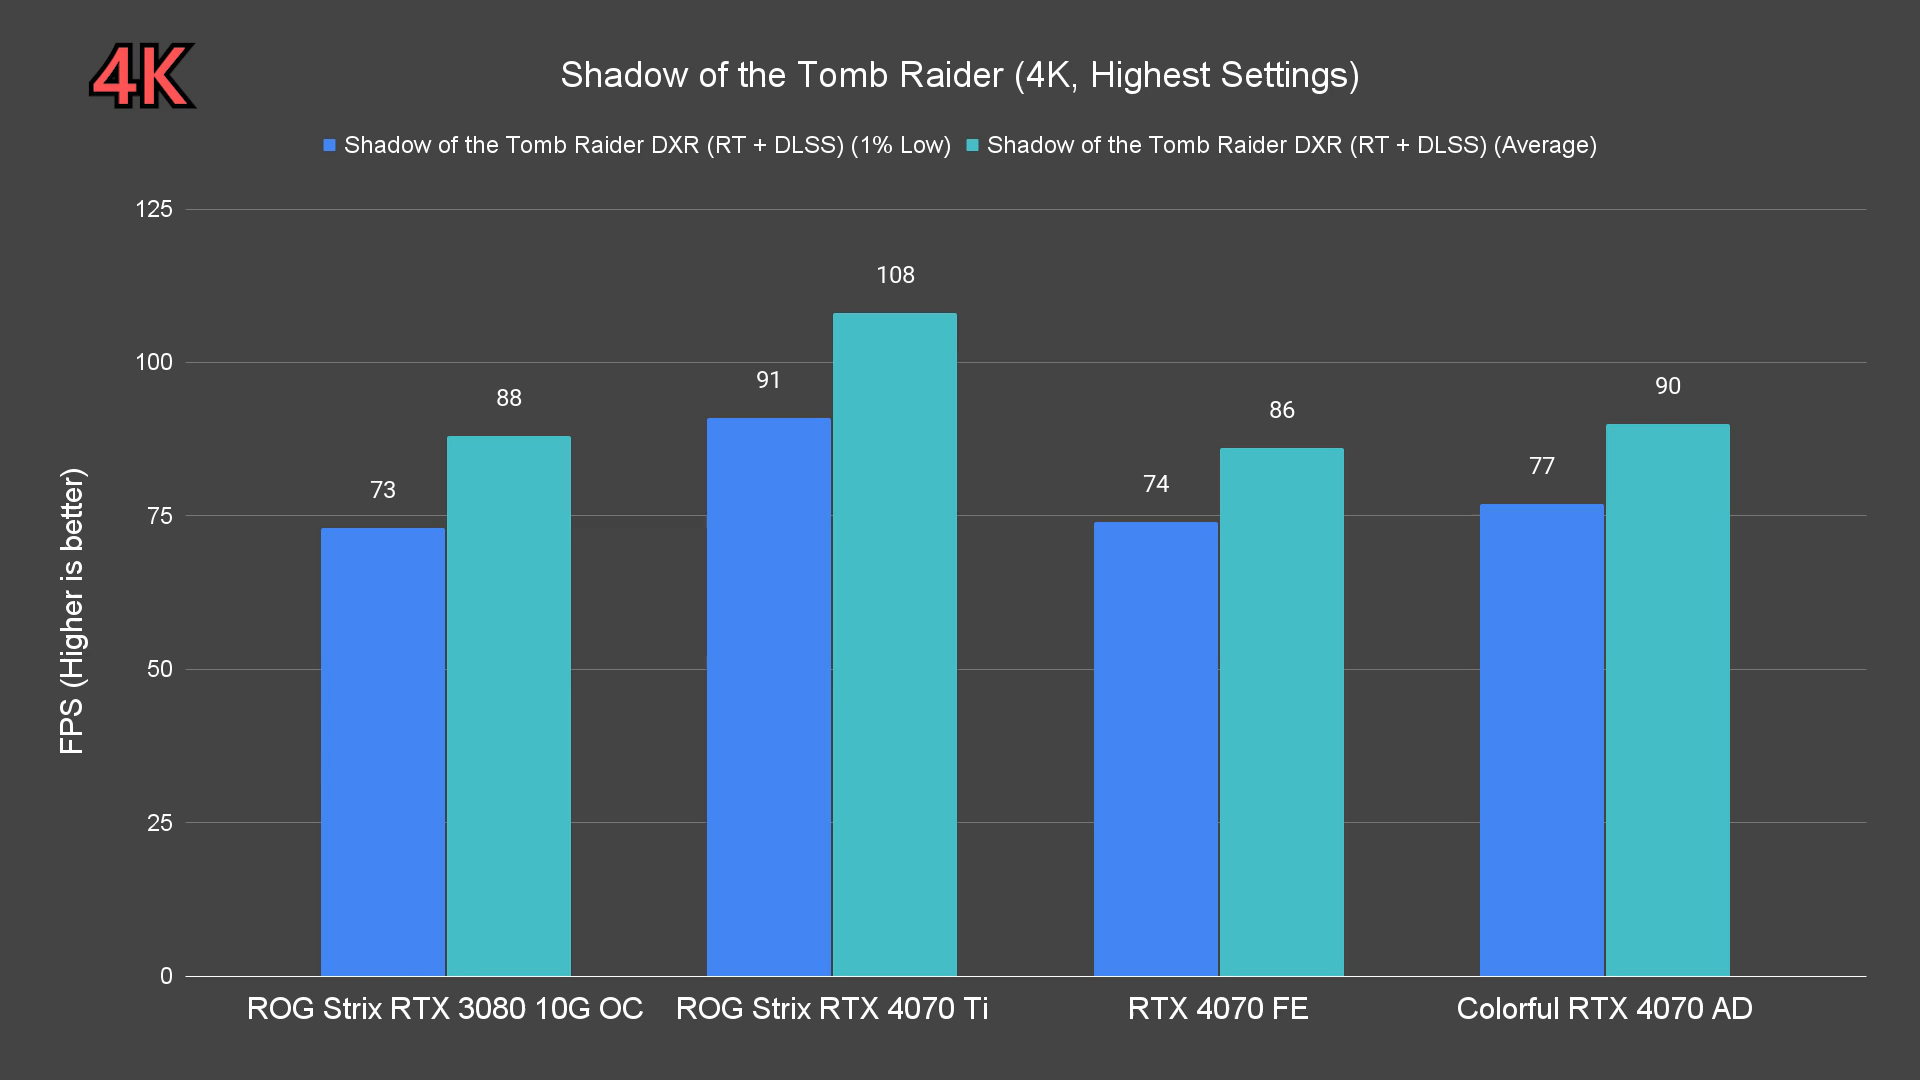 4K
Shadow of the Tomb Raider (4K, Highest Settings)
Shadow of the Tomb Raider DXR (RT + DLSS) (1% Low) Shadow of the Tomb Raider DXR (RT + DLSS) (Average)
125
100
75
50
25
0
FPS (Higher is better)
73
88
91
108
74
86
77
90
ROG Strix RTX 3080 10G OC
ROG Strix RTX 4070 Ti
RTX 4070 FE
Colorful RTX 4070 AD